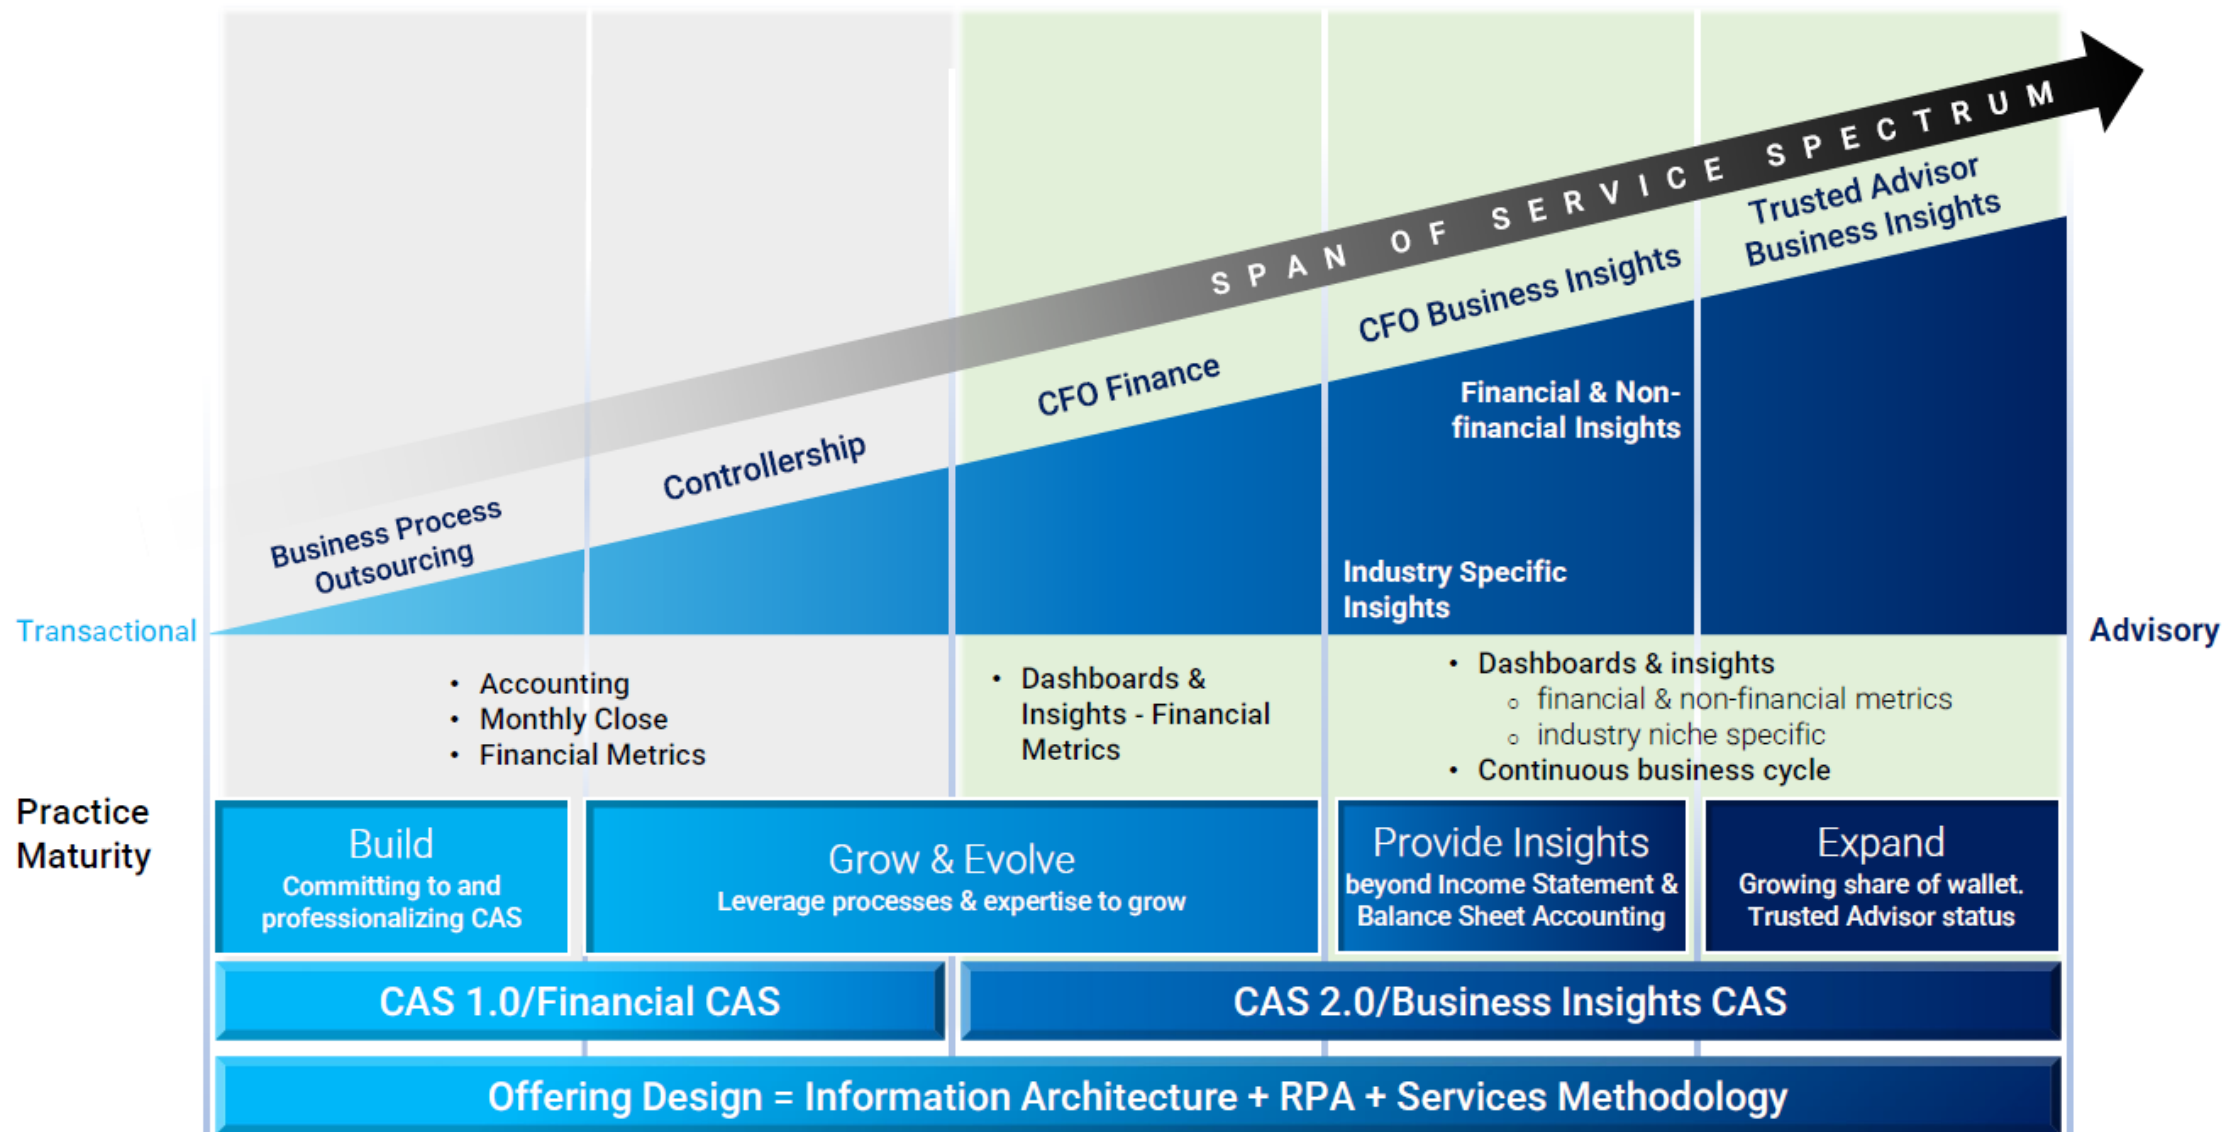 SPAN OF SERVICE SPECTRUM
Trusted Advisor
Business Insights
CFO Business Insights
CFO Finance
Controllership
Business Process
Outsourcing
Financial & Non-
financial Insights
Industry Specific
Insights
Transactional
Advisory
• Accounting
• Monthly Close
• Financial Metrics
• Dashboards &
Insights - Financial
Metrics
• Dashboards & insights
○ financial & non-financial metrics
○ industry niche specific
• Continuous business cycle
Practice
Maturity
Build
Committing to and
professionalizing CAS
Grow & Evolve
Leverage processes & expertise to grow
Provide Insights
beyond Income Statement &
Balance Sheet Accounting
Expand
Growing share of wallet.
Trusted Advisor status
CAS 1.0/Financial CAS
CAS 2.0/Business Insights CAS
Offering Design = Information Architecture + RPA + Services Methodology